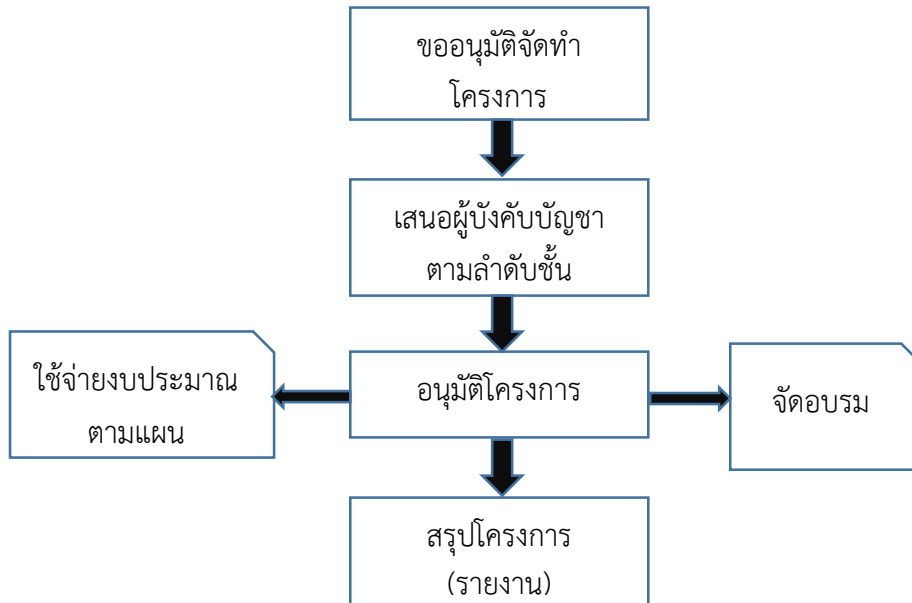 ขออนุมัติจัดทำ
โครงการ
เสนอผู้บังคับบัญชา
ตามลำดับชั้น
ใช้จ่ายงบประมาณ
ตามแผน
อนุมัติโครงการ
จัดอบรม
สรุปโครงการ
(รายงาน)